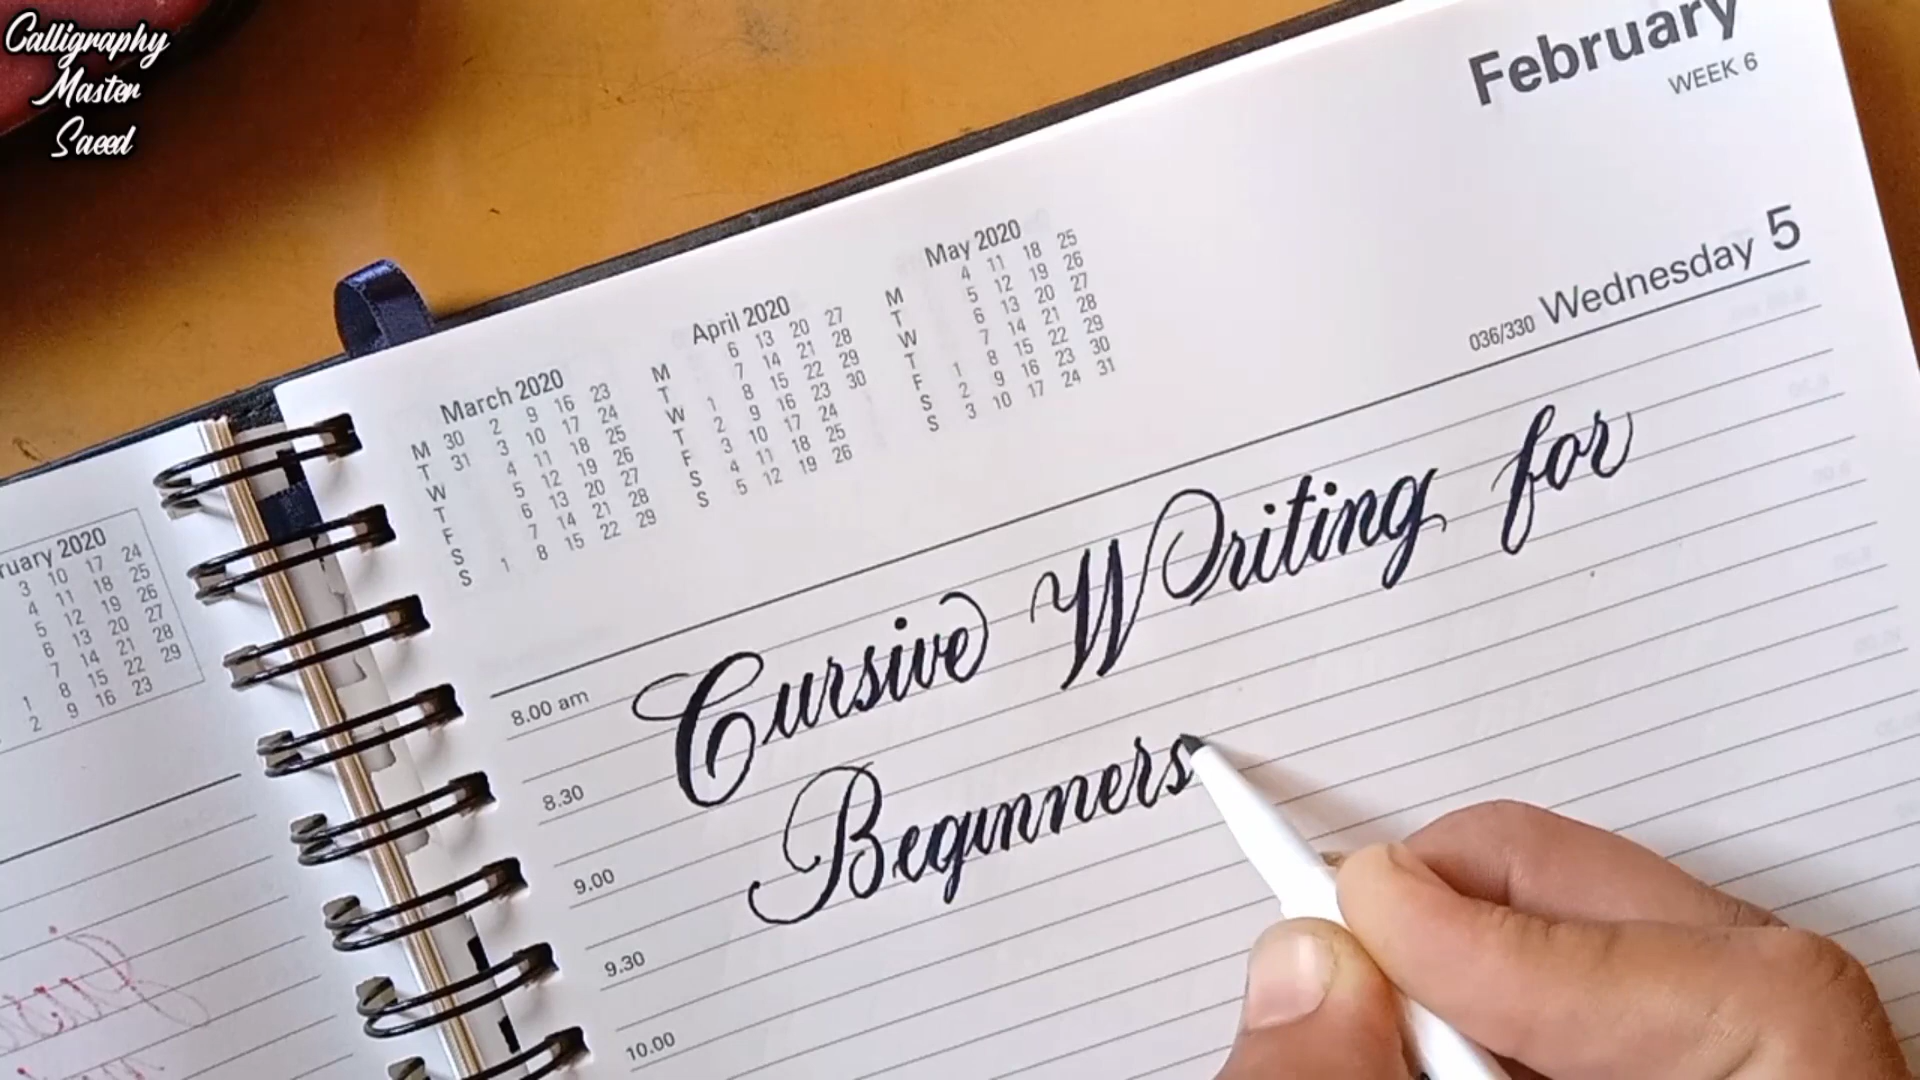 Calligraphy
Master
Saeed
February
WEEK 6
036/330 Wednesday 5
March 2020
M 30 2 9 16 23
T 31 3 10 17 24
W 4 11 18 25
T 5 12 19 26
F 6 13 20 27
S 7 14 21 28
S 1 8 15 22 29
April 2020
M 6 13 20 27
T 7 14 21 28
W 1 8 15 22 29
T 2 9 16 23 30
F 3 10 17 24
S 4 11 18 25
S 5 12 19 26
May 2020
M 4 11 18 25
T 5 12 19 26
W 6 13 20 27
T 7 14 21 28
F 1 8 15 22 29
S 2 9 16 23 30
S 3 10 17 24 31
ruary 2020
3 10 17 24
4 11 18 25
5 12 19 26
6 13 20 27
7 14 21 28
1 8 15 22 29
2 9 16 23
8.00 am
8.30
9.00
9.30
10.00
Cursive Writing for
Beginners